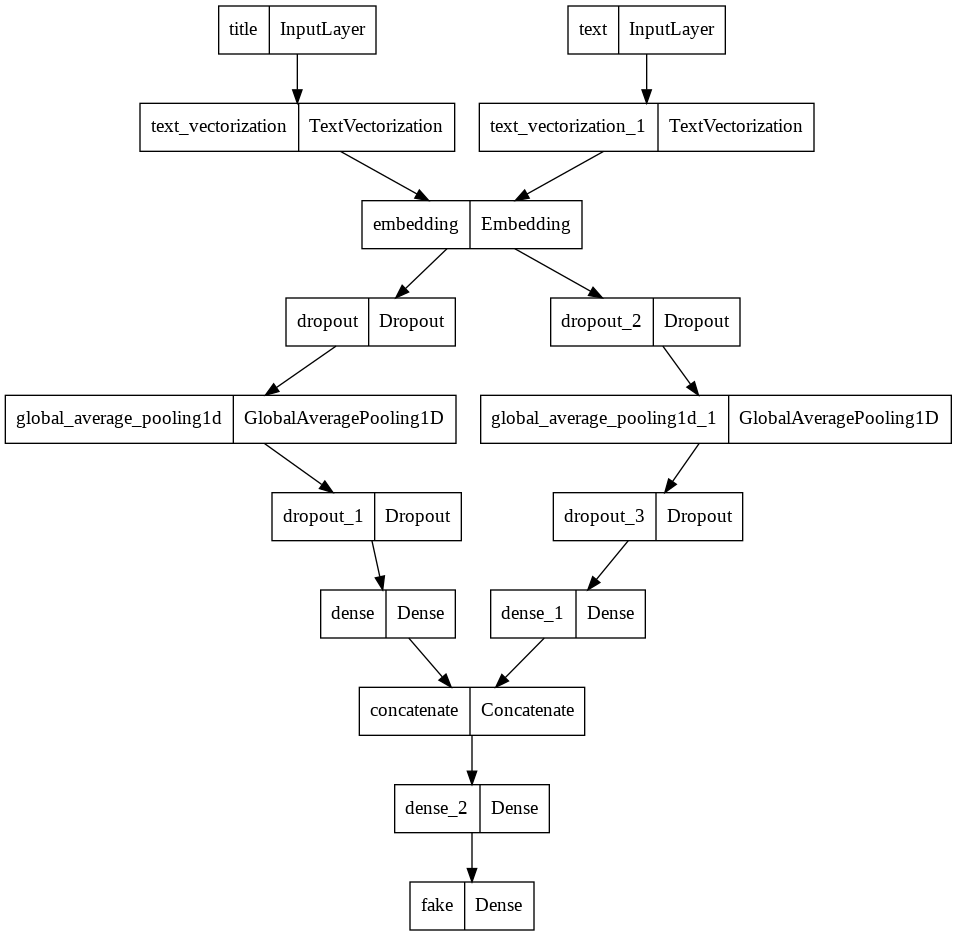 title InputLayer
text InputLayer
text_vectorization TextVectorization
text_vectorization_1 TextVectorization
embedding Embedding
dropout Dropout
dropout_2 Dropout
global_average_pooling1d GlobalAveragePooling1D
global_average_pooling1d_1 GlobalAveragePooling1D
dropout_1 Dropout
dropout_3 Dropout
dense Dense
dense_1 Dense
concatenate Concatenate
dense_2 Dense
fake Dense